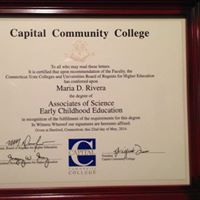 Capital Community College
To all who may read these letters
It is certified that upon recommendation of the Faculty, the
Connecticut State Colleges and Universities Board of Regents for Higher Education
has conferred upon
Maria D. Rivera
the degree of
Associates of Science
Early Childhood Education
in recognition of the fulfillment of the requirements for this degree.
In Witness Whereof our signatures are hereunto affixed.
Given at Hartford, Connecticut, this 22nd day of May, 2014.
C
CAPITAL
COMMUNITY
COLLEGE